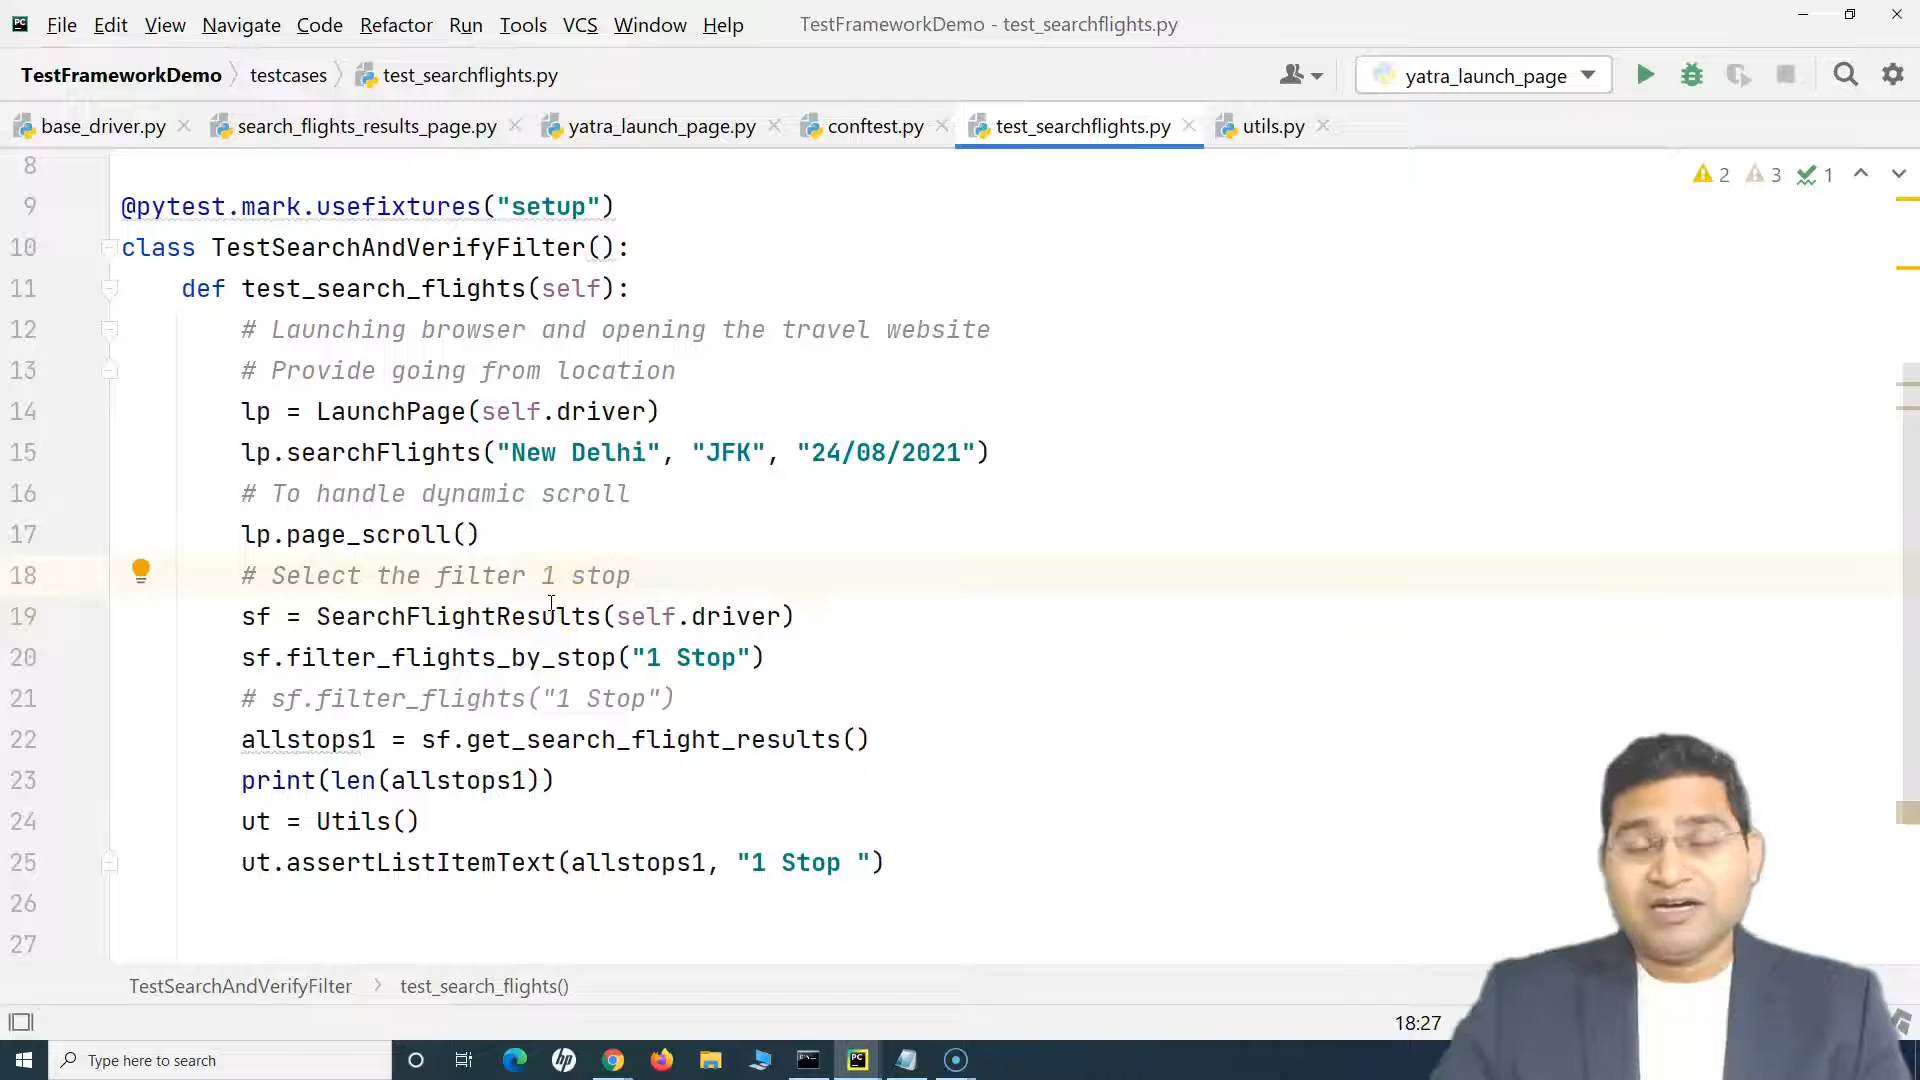 File Edit View Navigate Code Refactor Run Tools VCS Window Help TestFrameworkDemo - test_searchflights.py
TestFrameworkDemo testcases test_searchflights.py yatra_launch_page
base_driver.py search_flights_results_page.py yatra_launch_page.py conftest.py test_searchflights.py utils.py
8 2 3 1
9 @pytest.mark.usefixtures("setup")
10 class TestSearchAndVerifyFilter():
11 def test_search_flights(self):
12 # Launching browser and opening the travel website
13 # Provide going from location
14 lp = LaunchPage(self.driver)
15 lp.searchFlights("New Delhi", "JFK", "24/08/2021")
16 # To handle dynamic scroll
17 lp.page_scroll()
18 # Select the filter 1 stop
19 sf = SearchFlightResults(self.driver)
20 sf.filter_flights_by_stop("1 Stop")
21 # sf.filter_flights("1 Stop")
22 allstops1 = sf.get_search_flight_results()
23 print(len(allstops1))
24 ut = Utils()
25 ut.assertListItemText(allstops1, "1 Stop ")
26
27
TestSearchAndVerifyFilter test_search_flights()
18:27
Type here to search hp PC